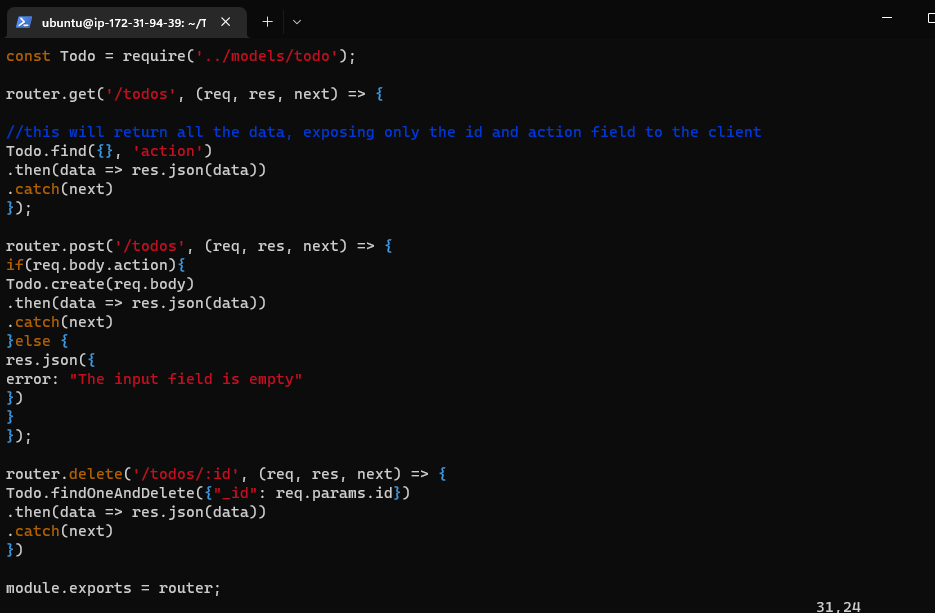 ubuntu@ip-172-31-94-39: ~/T
const Todo = require('../models/todo');
router.get('/todos', (req, res, next) => {
//this will return all the data, exposing only the id and action field to the client
Todo.find({}, 'action')
.then(data => res.json(data))
.catch(next)
});
router.post('/todos', (req, res, next) => {
if(req.body.action){
Todo.create(req.body)
.then(data => res.json(data))
.catch(next)
}else {
res.json({
error: "The input field is empty"
})
}
});
router.delete('/todos/:id', (req, res, next) => {
Todo.findOneAndDelete({"_id": req.params.id})
.then(data => res.json(data))
.catch(next)
})
module.exports = router;
31,24